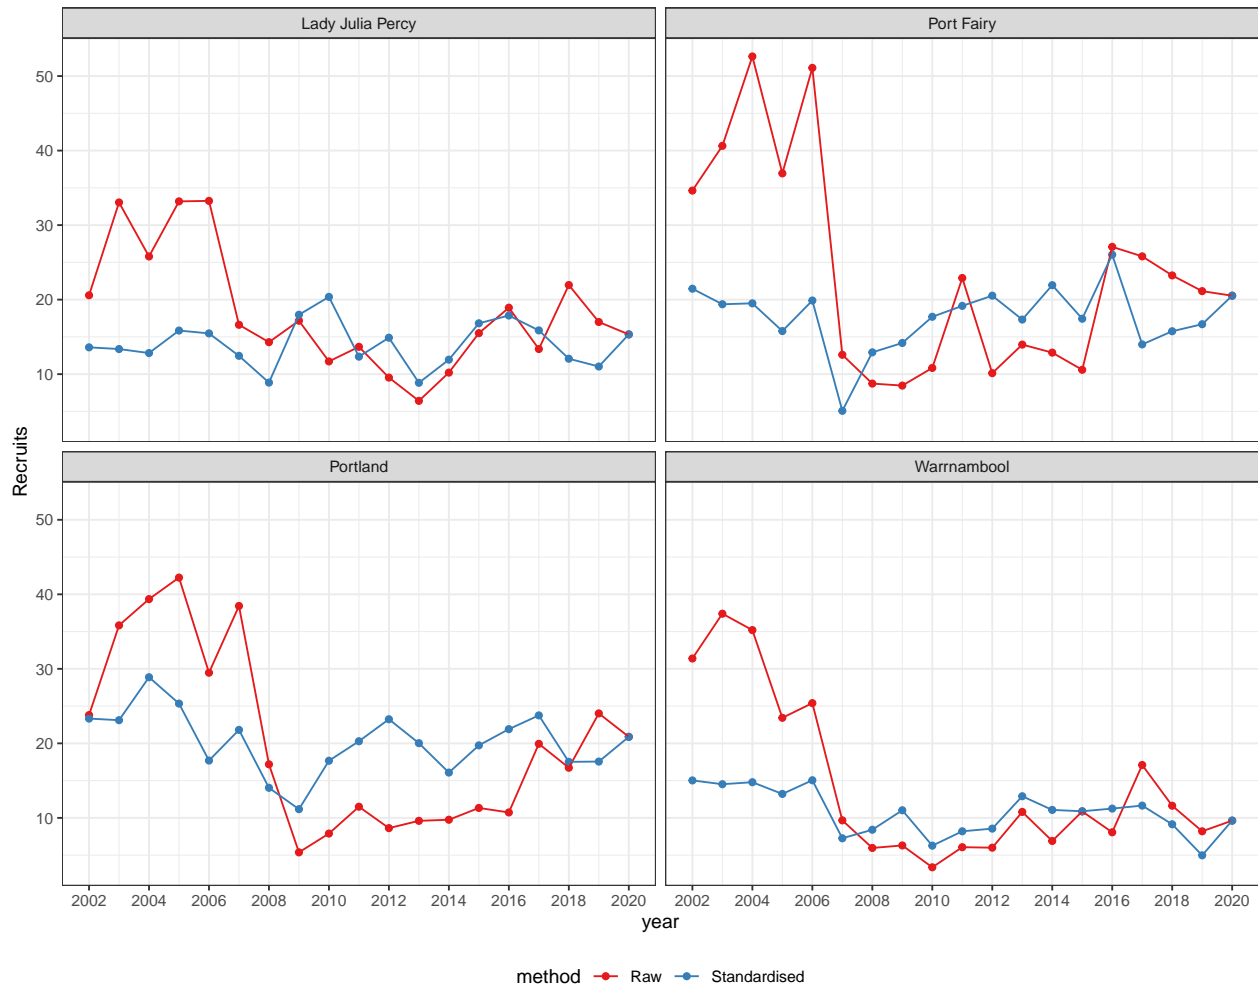 Lady Julia Percy
Port Fairy
50
40
30
20
10
Recruits
Portland
Warrnambool
50
40
30
20
10
2002 2004 2006 2008 2010 2012 2014 2016 2018 2020
2002 2004 2006 2008 2010 2012 2014 2016 2018 2020
year
method Raw Standardised